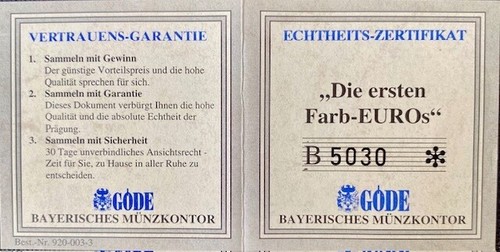 VERTRAUENS-GARANTIE
1. Sammeln mit Gewinn
Der günstige Vorteilspreis und die hohe
Qualität sprechen für sich.
2. Sammeln mit Garantie
Dieses Dokument verbürgt Ihnen die hohe
Qualität und die absolute Echtheit der
Prägung.
3. Sammeln mit Sicherheit
30 Tage unverbindliches Ansichtsrecht -
Zeit für Sie, zu Hause in aller Ruhe zu
entscheiden.
GÖDE
BAYERISCHES MÜNZKONTOR
Best.-Nr. 920-003-3
ECHTHEITS-ZERTIFIKAT
„Die ersten
Farb-EUROs“
B 5030 *
GÖDE
BAYERISCHES MÜNZKONTOR